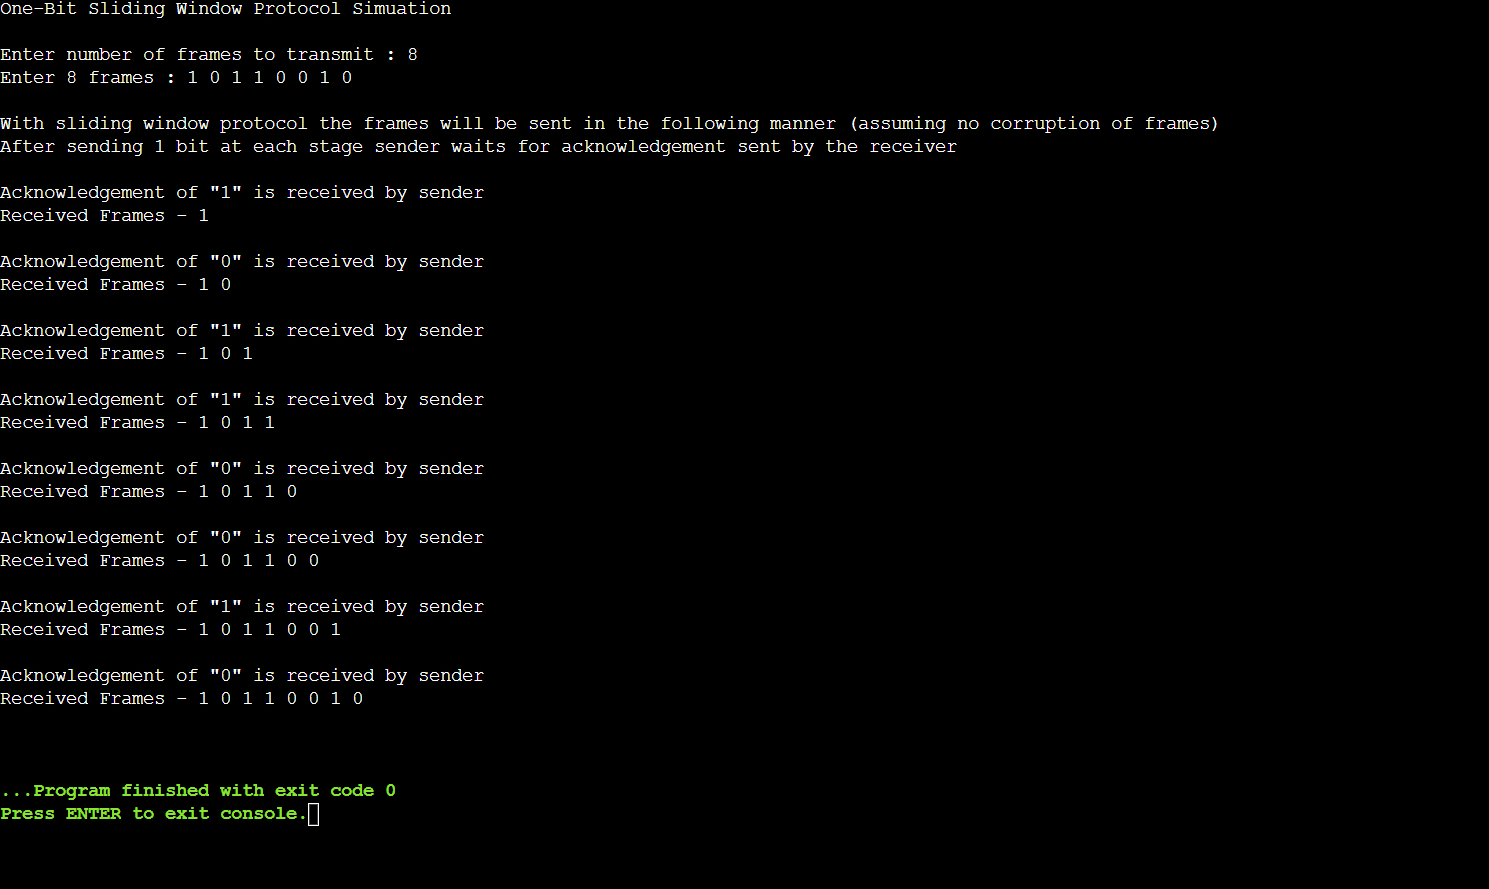 One-Bit Sliding Window Protocol Simuation
Enter number of frames to transmit : 8
Enter 8 frames : 1 0 1 1 0 0 1 0
With sliding window protocol the frames will be sent in the following manner (assuming no corruption of frames)
After sending 1 bit at each stage sender waits for acknowledgement sent by the receiver
Acknowledgement of "1" is received by sender
Received Frames - 1
Acknowledgement of "0" is received by sender
Received Frames - 1 0
Acknowledgement of "1" is received by sender
Received Frames - 1 0 1
Acknowledgement of "1" is received by sender
Received Frames - 1 0 1 1
Acknowledgement of "0" is received by sender
Received Frames - 1 0 1 1 0
Acknowledgement of "0" is received by sender
Received Frames - 1 0 1 1 0 0
Acknowledgement of "1" is received by sender
Received Frames - 1 0 1 1 0 0 1
Acknowledgement of "0" is received by sender
Received Frames - 1 0 1 1 0 0 1 0
...Program finished with exit code 0
Press ENTER to exit console.